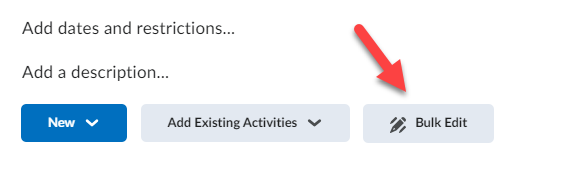 Add dates and restrictions...
Add a description...
New Add Existing Activities Bulk Edit